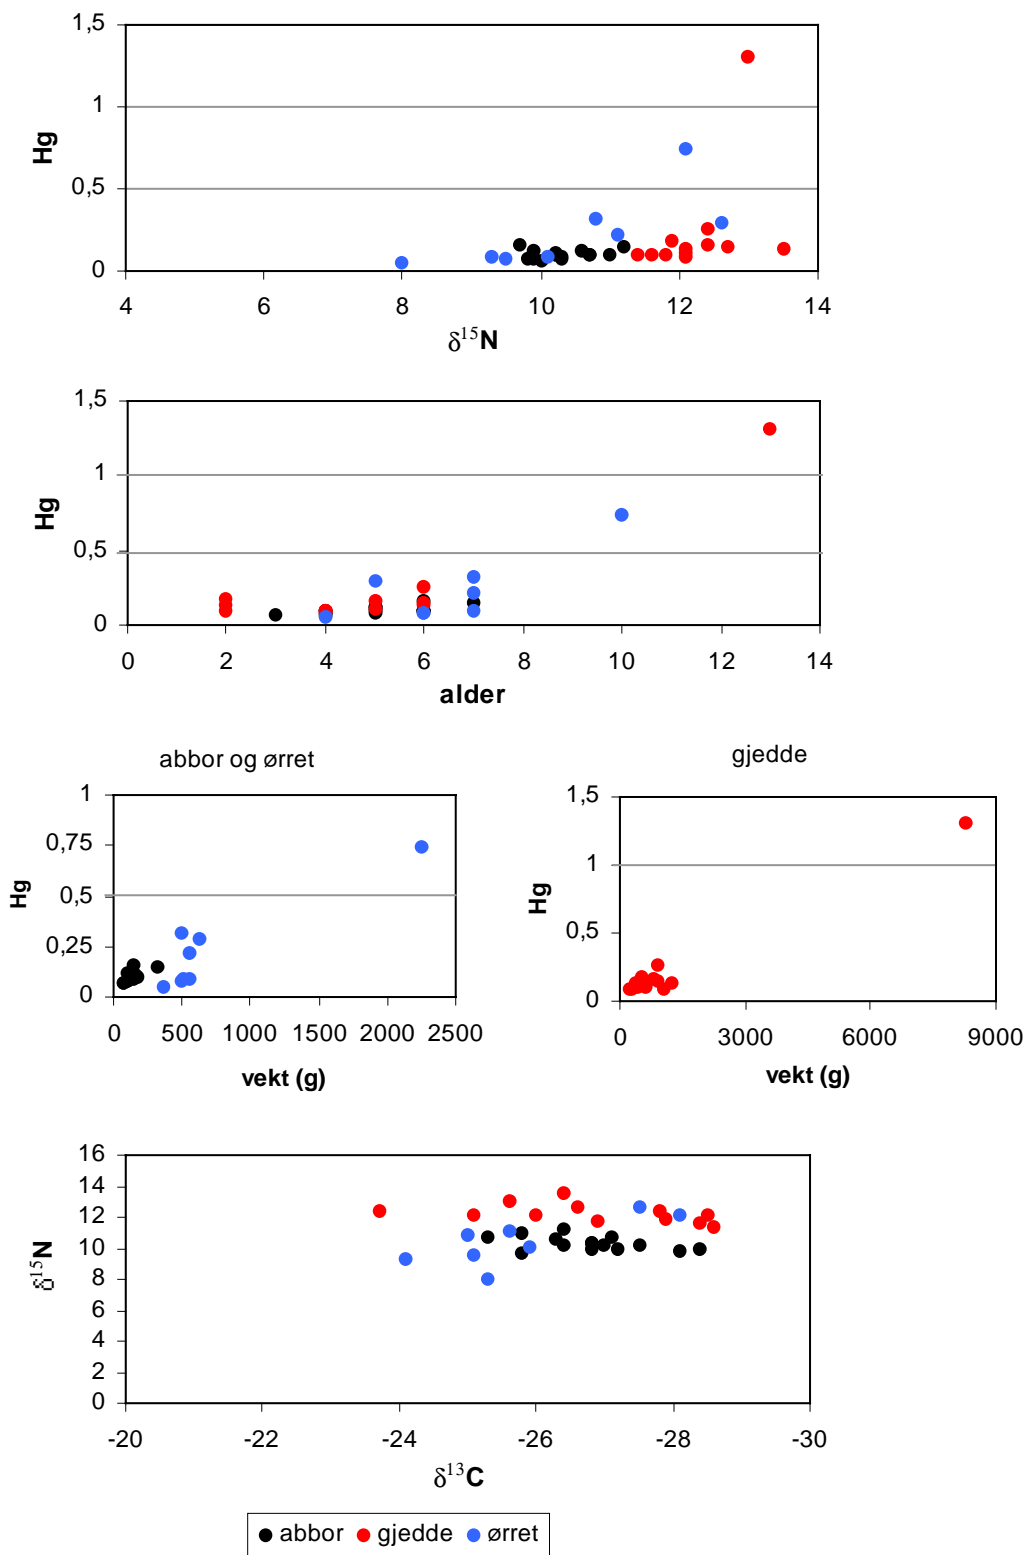 1,5
1
0,5
0
Hg
4 6 8 10 12 14
δ¹⁵N
1,5
1
0,5
0
Hg
0 2 4 6 8 10 12 14
alder
abbor og ørret
1
0,75
0,5
0,25
0
Hg
0 500 1000 1500 2000 2500
vekt (g)
gjedde
1,5
1
0,5
0
Hg
0 3000 6000 9000
vekt (g)
16
14
12
10
8
6
4
2
0
δ¹⁵N
-20 -22 -24 -26 -28 -30
δ¹³C
abbor gjedde ørret